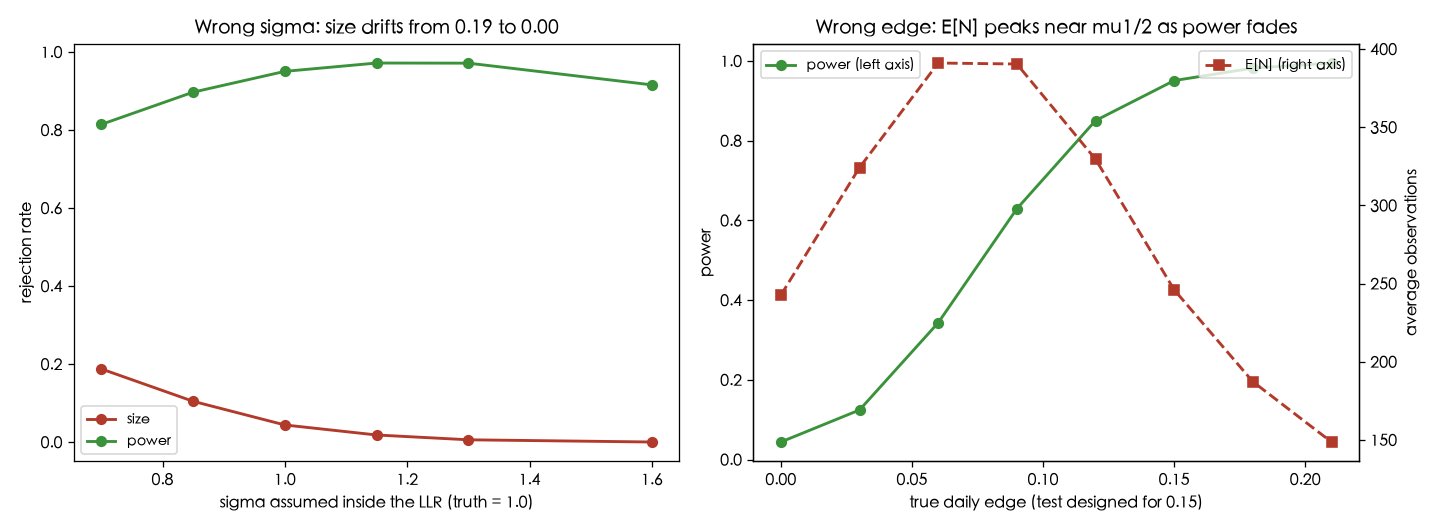 Wrong sigma: size drifts from 0.19 to 0.00
1.0
0.8
0.6
0.4
0.2
0.0
rejection rate
size
power
0.8
1.0
1.2
1.4
1.6
sigma assumed inside the LLR (truth = 1.0)
Wrong edge: E[N] peaks near mu1/2 as power fades
power (left axis)
E[N] (right axis)
1.0
0.8
0.6
0.4
0.2
0.0
power
400
350
300
250
200
150
average observations
0.00
0.05
0.10
0.15
0.20
true daily edge (test designed for 0.15)